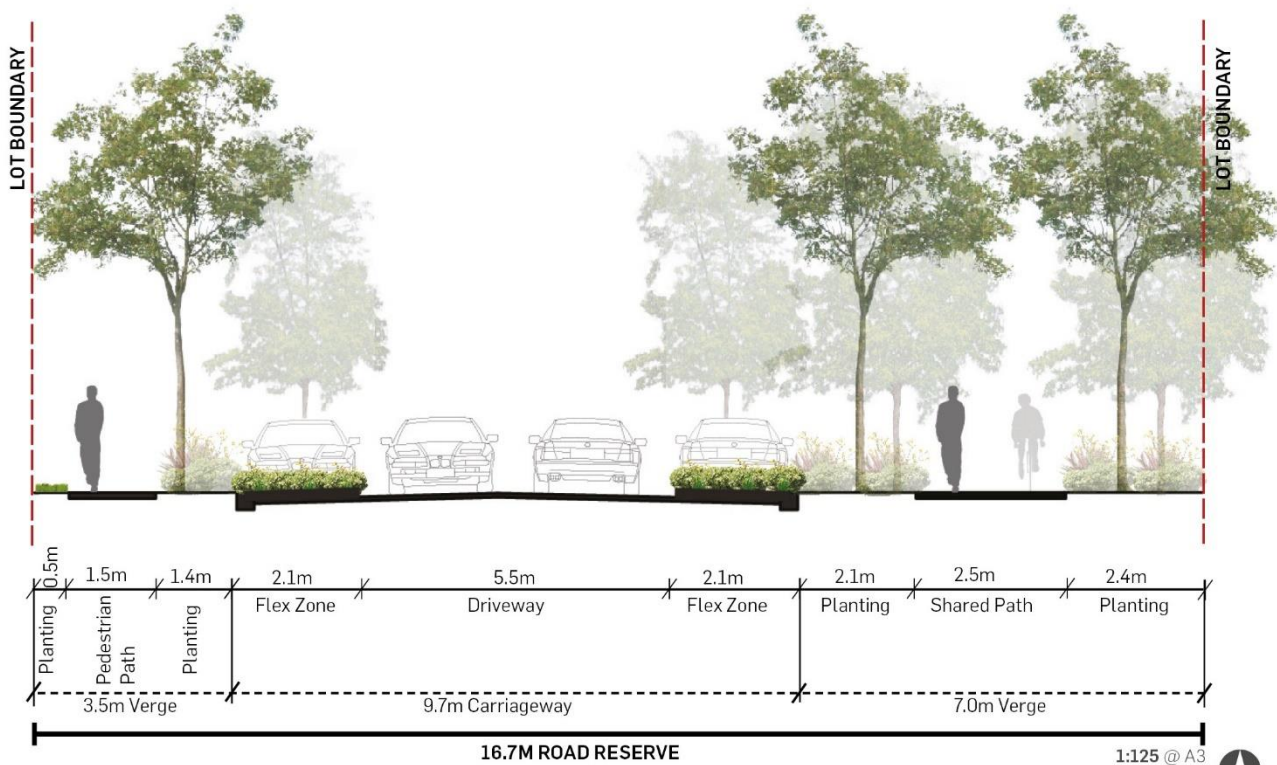 LOT BOUNDARY
LOT BOUNDARY
0.5m
1.5m
1.4m
2.1m
5.5m
2.1m
2.1m
2.5m
2.4m
Planting
Pedestrian
Path
Planting
Flex Zone
Driveway
Flex Zone
Planting
Shared Path
Planting
3.5m Verge
9.7m Carriageway
7.0m Verge
16.7M ROAD RESERVE
1:125 @ A3